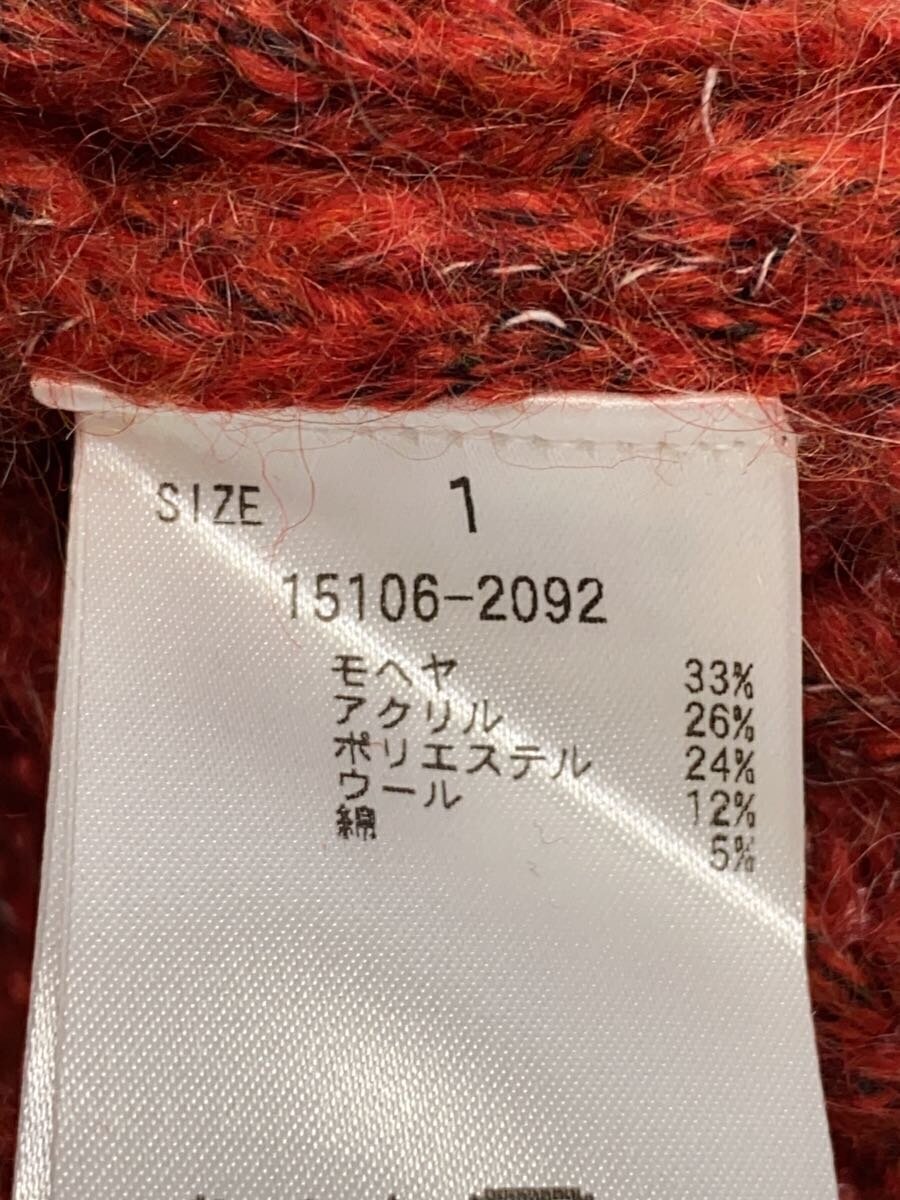 SIZE 1
15106-2092
モヘヤ 33%
アクリル 26%
ポリエステル 24%
ウール 12%
綿 5%